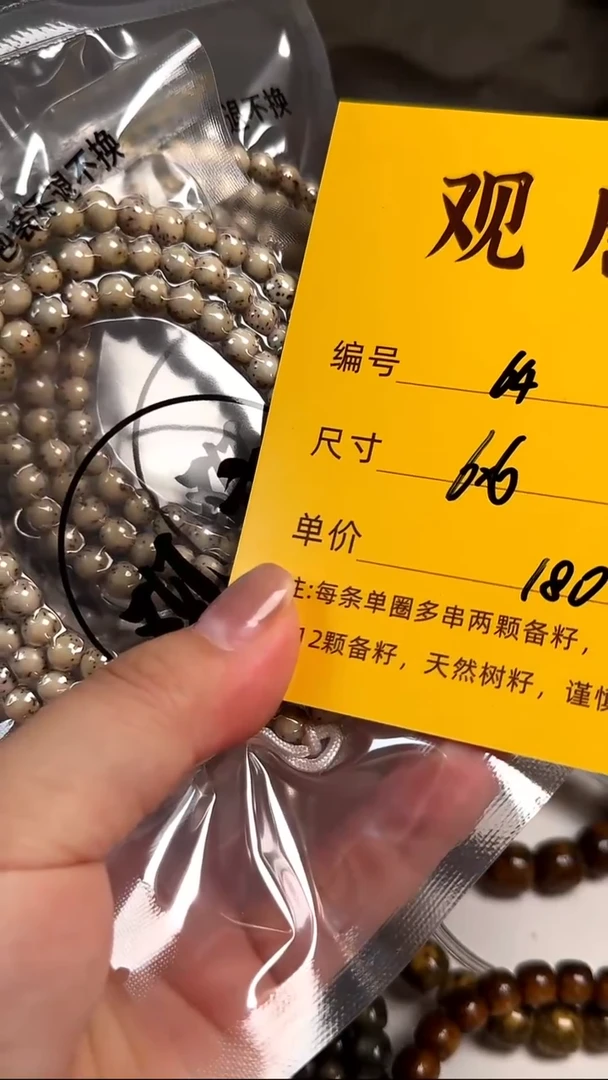 退不换
包装不退不换
观
编号 64
尺寸 6x6
单价 180
注:每条单圈多串两颗备籽,
12颗备籽,天然树籽,谨慎